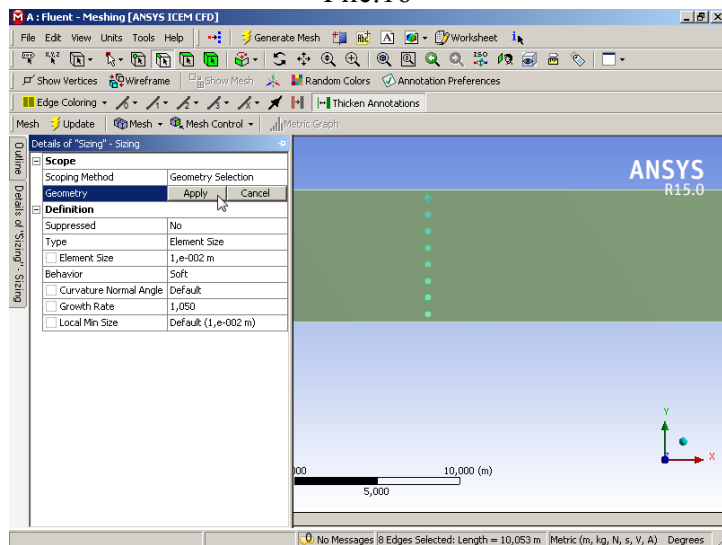 Рис.16
A : Fluent - Meshing [ANSYS ICEM CFD]
File Edit View Units Tools Help Generate Mesh Worksheet
Show Vertices Wireframe Show Mesh Random Colors Annotation Preferences
Edge Coloring Thicken Annotations
Mesh Update Mesh Mesh Control Metric Graph
Outline
Details of "Sizing" - Sizing
Details of "Sizing" - Sizing
Scope
Scoping Method Geometry Selection
Geometry Apply Cancel
Definition
Suppressed No
Type Element Size
Element Size 1,e-002 m
Behavior Soft
Curvature Normal Angle Default
Growth Rate 1,050
Local Min Size Default (1,e-002 m)
ANSYS
R15.0
Y
X
000 10,000 (m)
5,000
No Messages 8 Edges Selected: Length = 10,053 m Metric (m, kg, N, s, V, A) Degrees